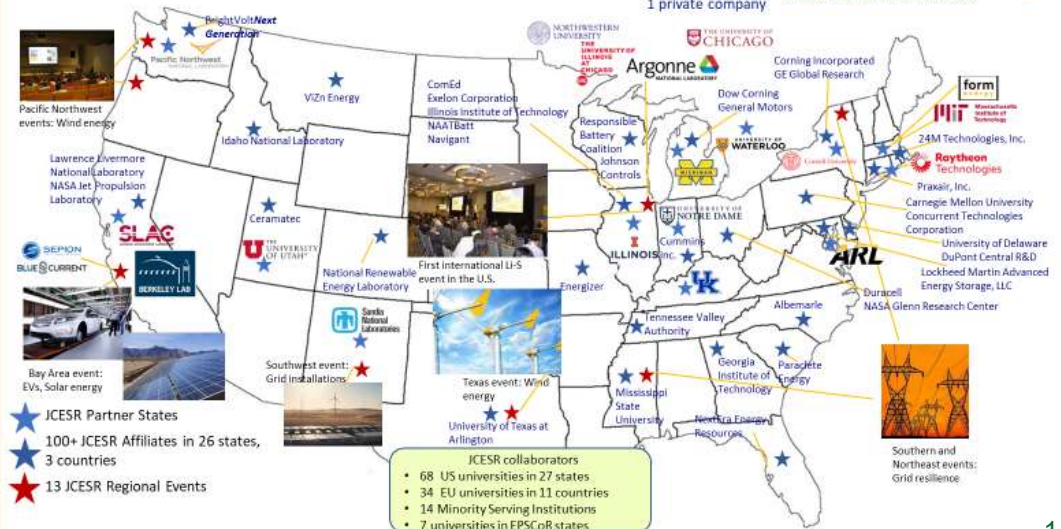 1 private company
BrightVolt Next
Generation
Pacific Northwest
NATIONAL LABORATORY
Pacific Northwest
events: Wind energy
ViZn Energy
Idaho National Laboratory
Lawrence Livermore
National Laboratory
NASA Jet Propulsion
Laboratory
SLAC
SEPION
BLUE CURRENT
BERKELEY LAB
Bay Area event:
EVs, Solar energy
Ceramatec
THE
UNIVERSITY
OF UTAH
National Renewable
Energy Laboratory
Sandia
National
Laboratories
Southwest event:
Grid installations
ComEd
Exelon Corporation
Illinois Institute of Technology
NAATBatt
Navigant
First international Li-S
event in the U.S.
Texas event: Wind
energy
University of Texas at
Arlington
Energizer
NORTHWESTERN
UNIVERSITY
THE
UNIVERSITY OF
ILLINOIS
AT
CHICAGO
THE UNIVERSITY OF
CHICAGO
Argonne
NATIONAL LABORATORY
Responsible
Battery
Coalition
Johnson
Controls
Dow Corning
General Motors
MICHIGAN
UNIVERSITY OF
WATERLOO
Corning Incorporated
GE Global Research
Cornell University
form
energy
MIT
Massachusetts
Institute of
Technology
24M Technologies, Inc.
Raytheon
Technologies
Praxair, Inc.
Carnegie Mellon University
Concurrent Technologies
Corporation
University of Delaware
DuPont Central R&D
Lockheed Martin Advanced
Energy Storage, LLC
ARL
Duracell
NASA Glenn Research Center
UNIVERSITY OF
NOTRE DAME
I
ILLINOIS
Cummins
Inc.
UK
Tennessee Valley
Authority
Albemarle
Georgia
Institute of
Technology
Paraclete
Energy
Mississippi
State
University
NextEra Energy
Resources
Southern and
Northeast events:
Grid resilience
JCESR Partner States
100+ JCESR Affiliates in 26 states,
3 countries
13 JCESR Regional Events
JCESR collaborators
• 68 US universities in 27 states
• 34 EU universities in 11 countries
• 14 Minority Serving Institutions
• 7 universities in EPSCoR states
1